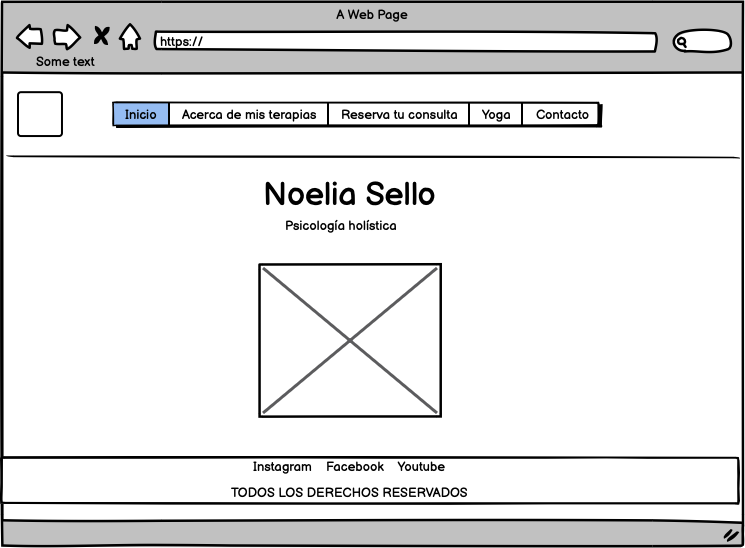 A Web Page
https://
Some text
Inicio Acerca de mis terapias Reserva tu consulta Yoga Contacto
Noelia Sello
Psicología holística
Instagram Facebook Youtube
TODOS LOS DERECHOS RESERVADOS